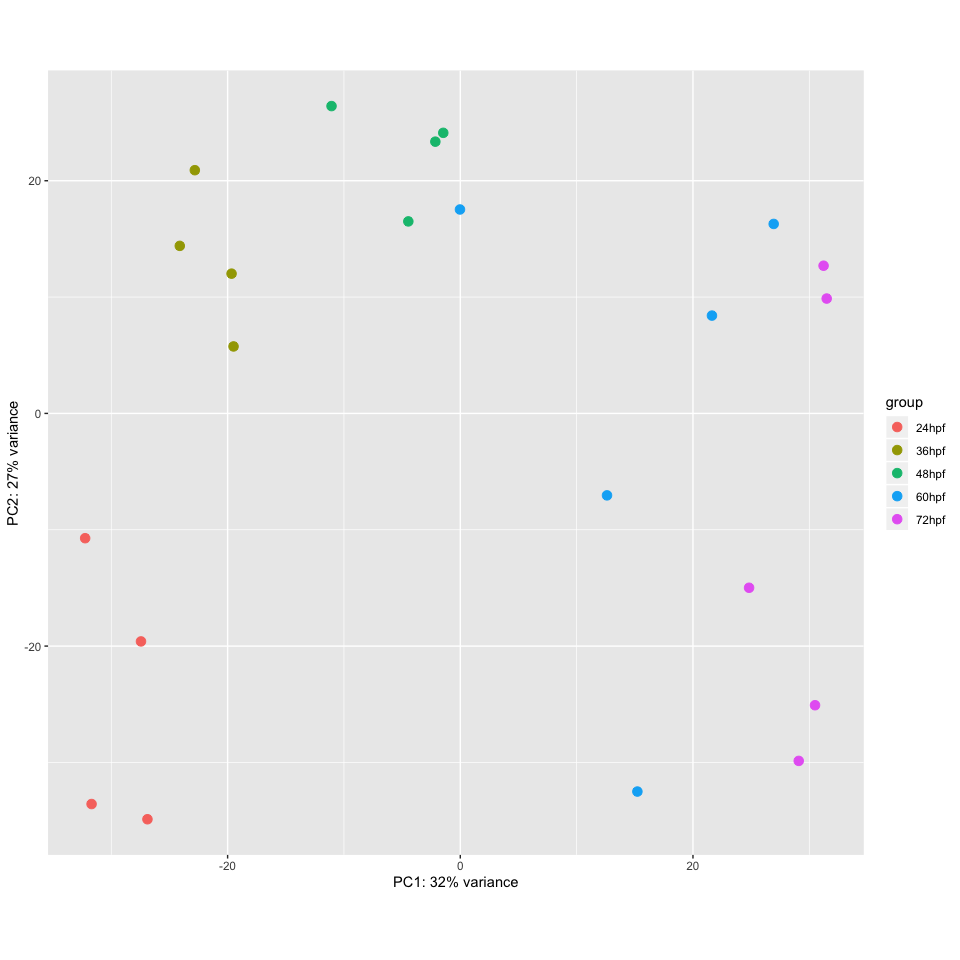 20
0
-20
PC2: 27% variance
-20
0
20
PC1: 32% variance
group
24hpf
36hpf
48hpf
60hpf
72hpf